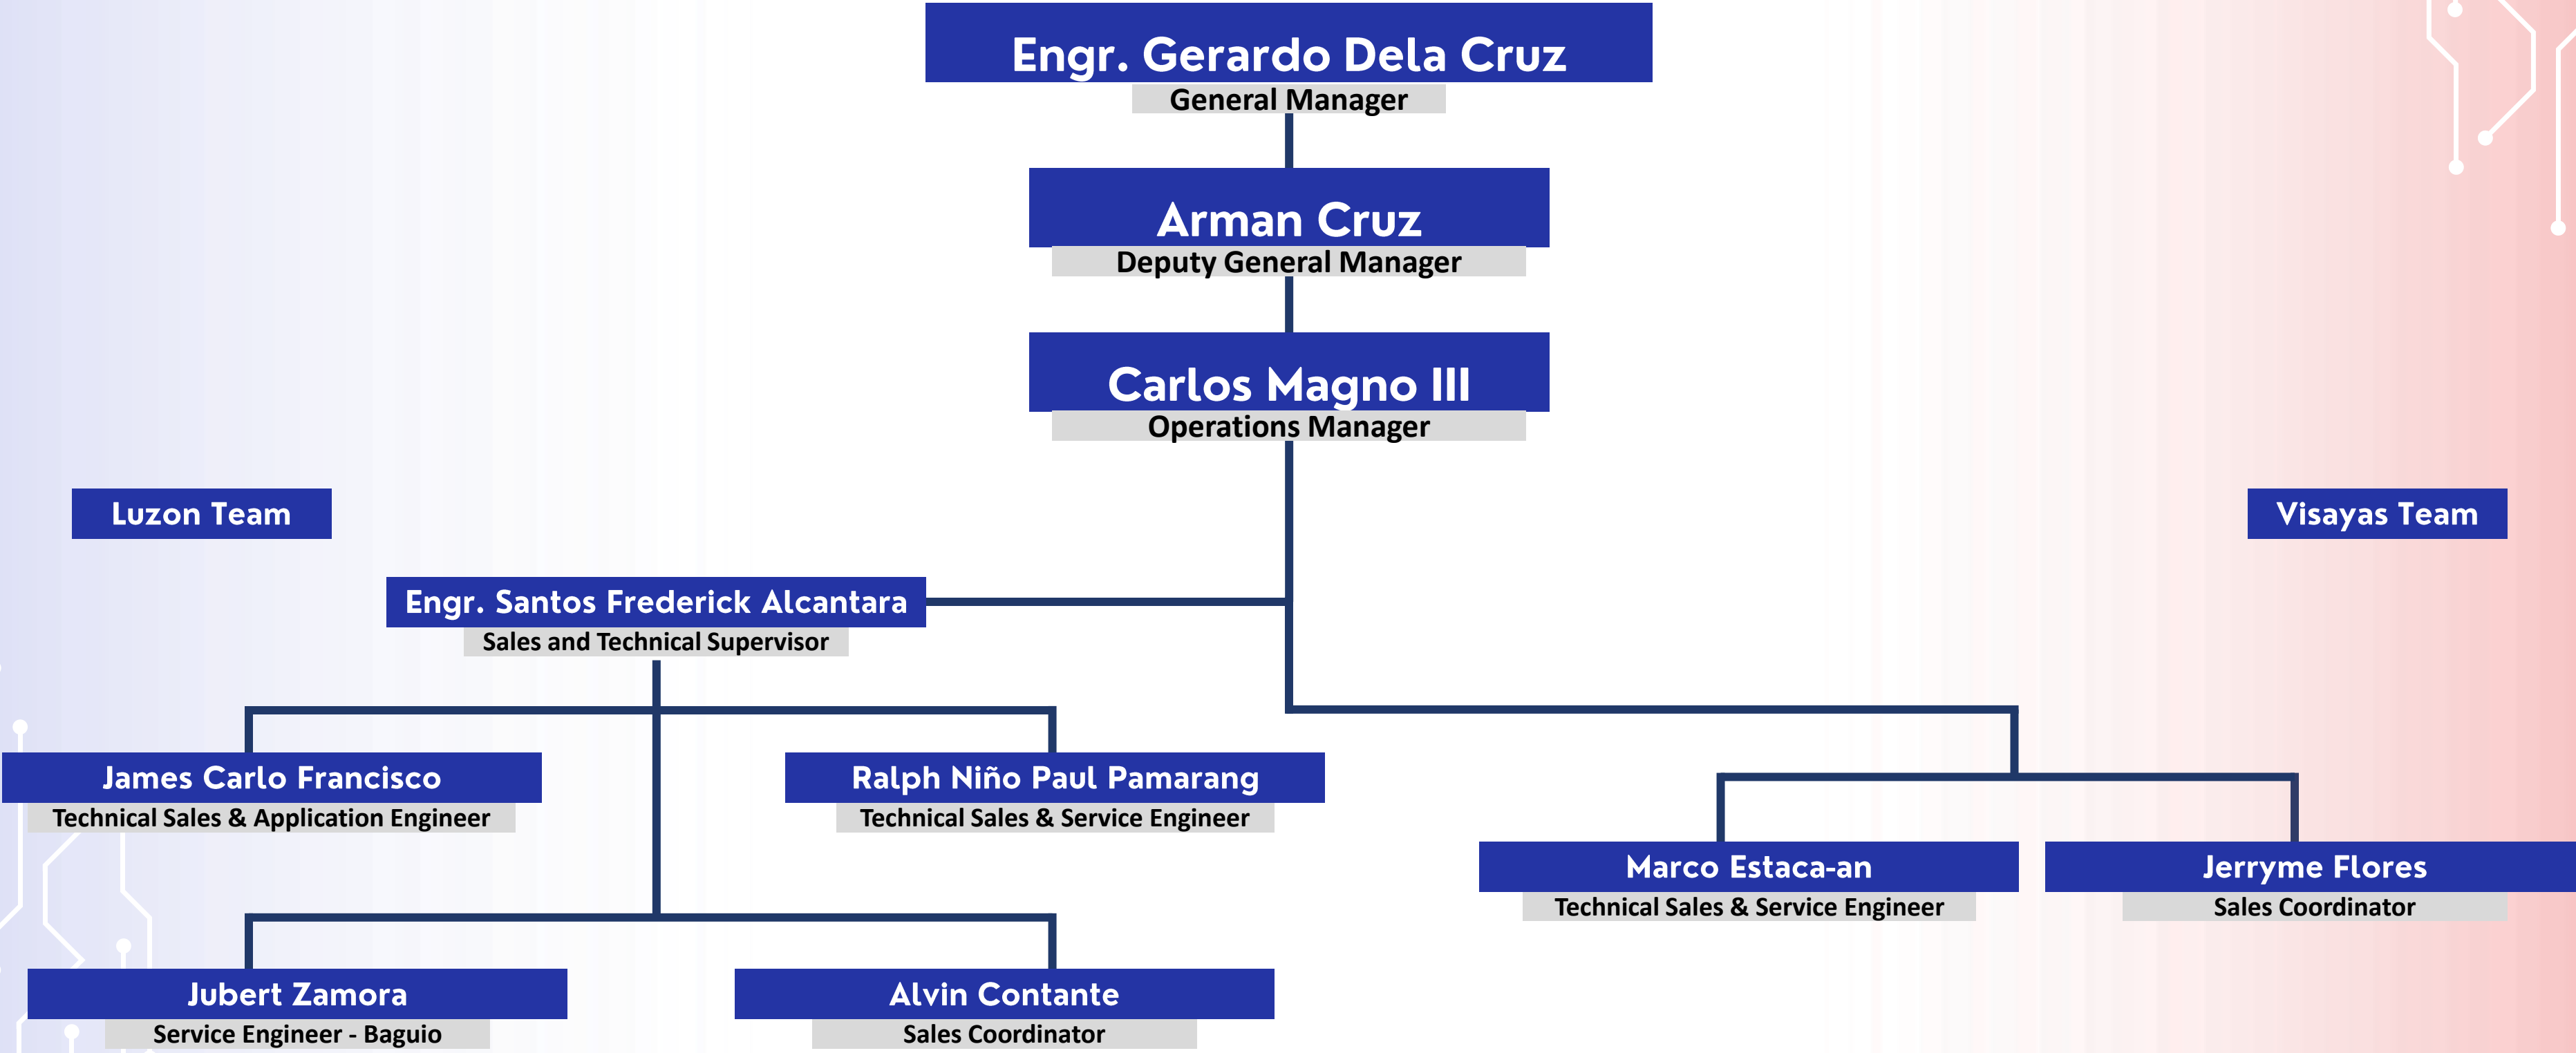 Engr. Gerardo Dela Cruz
General Manager
Arman Cruz
Deputy General Manager
Carlos Magno III
Operations Manager
Luzon Team
Visayas Team
Engr. Santos Frederick Alcantara
Sales and Technical Supervisor
James Carlo Francisco
Technical Sales & Application Engineer
Ralph Niño Paul Pamarang
Technical Sales & Service Engineer
Marco Estaca-an
Technical Sales & Service Engineer
Jerryme Flores
Sales Coordinator
Jubert Zamora
Service Engineer - Baguio
Alvin Contante
Sales Coordinator